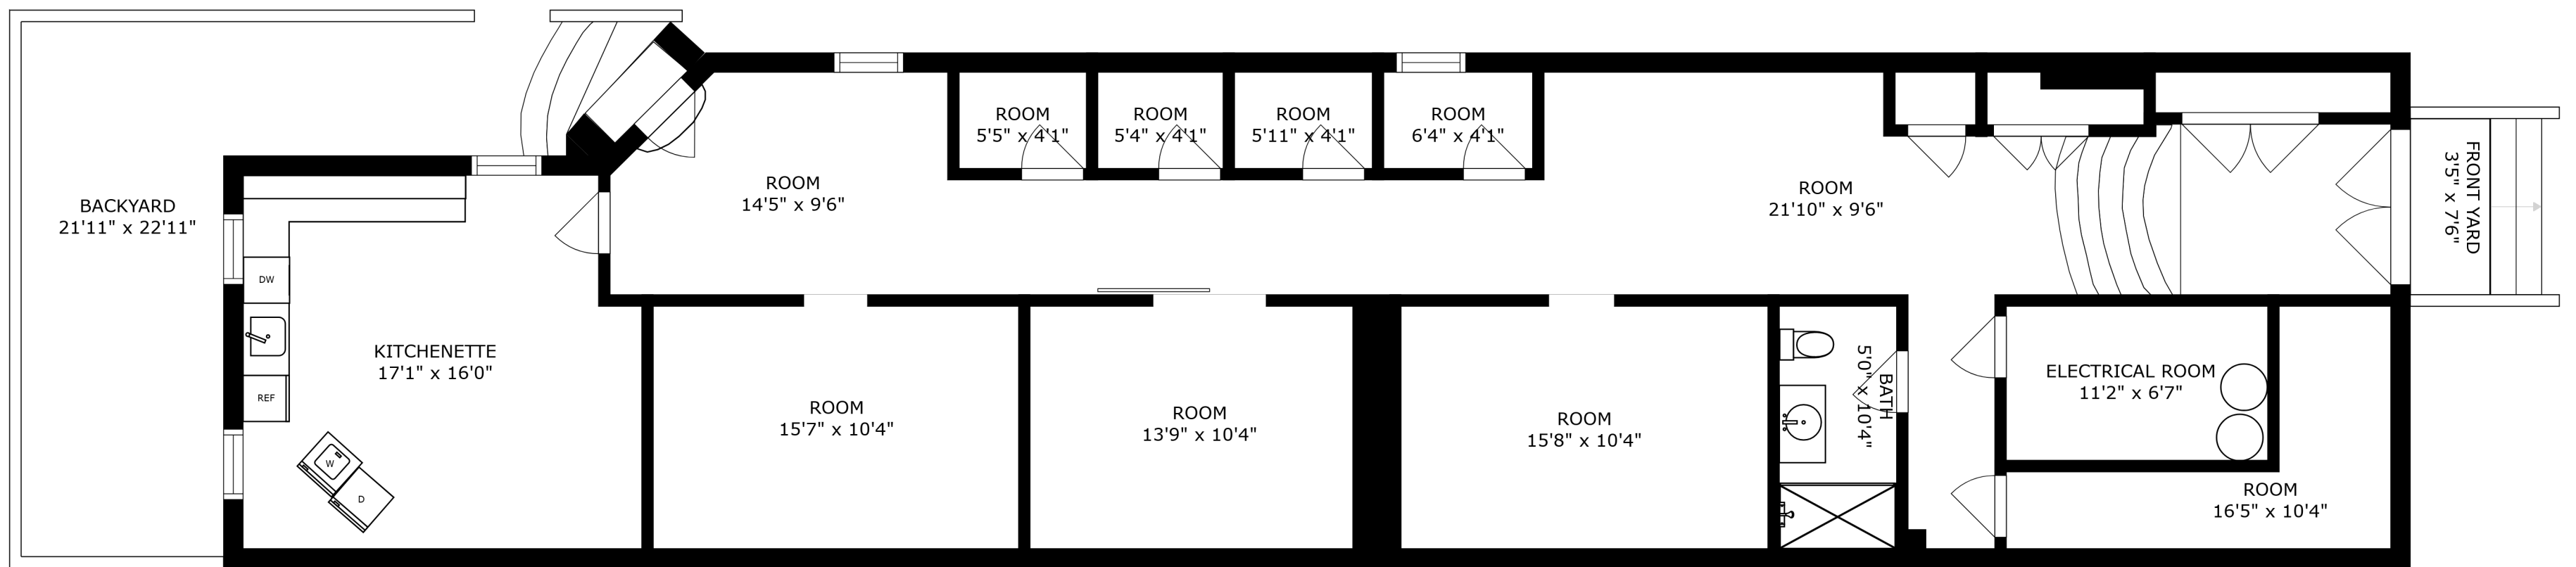 BACKYARD
21'11" x 22'11"
KITCHENETTE
17'1" x 16'0"
DW
REF
W
D
ROOM
14'5" x 9'6"
ROOM
5'5" x 4'1"
ROOM
5'4" x 4'1"
ROOM
5'11" x 4'1"
ROOM
6'4" x 4'1"
ROOM
21'10" x 9'6"
FRONT YARD
3'5" x 7'6"
ROOM
15'7" x 10'4"
ROOM
13'9" x 10'4"
ROOM
15'8" x 10'4"
BATH
5'0" x 10'4"
ELECTRICAL ROOM
11'2" x 6'7"
ROOM
16'5" x 10'4"